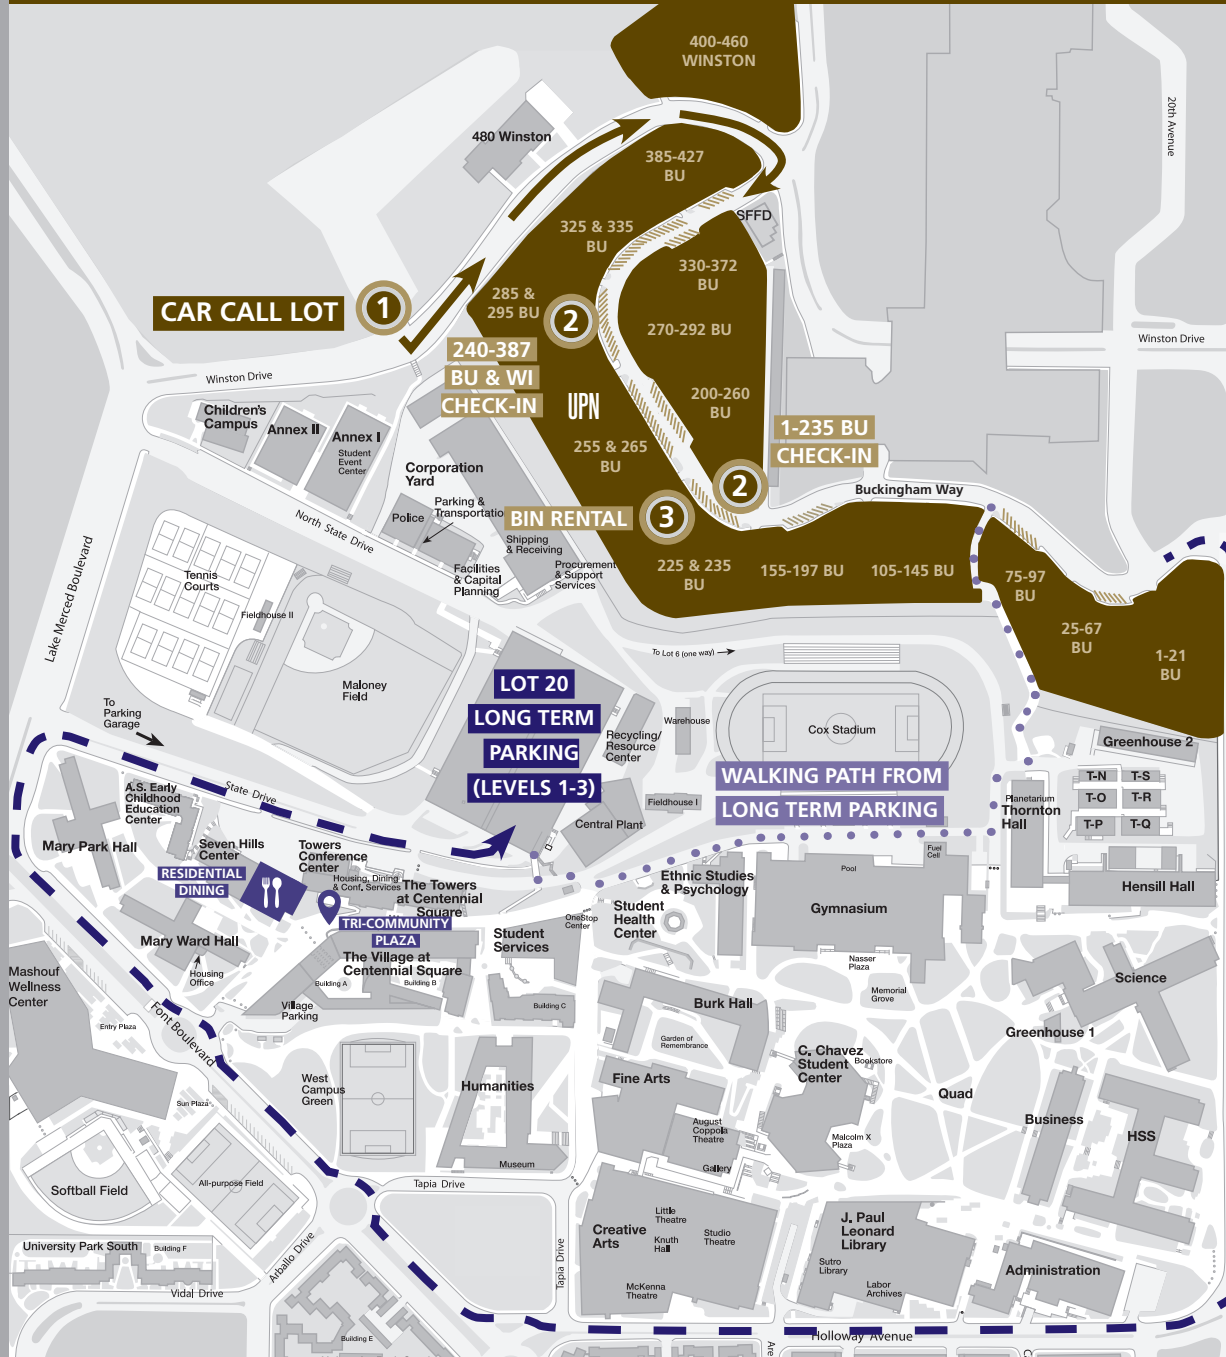 400-460
WINSTON
20th Avenue
480 Winston
385-427
BU
SFFD
325 & 335
BU
330-372
BU
285 &
295 BU
CAR CALL LOT
1
2
270-292 BU
Winston Drive
240-387
BU & WI
CHECK-IN
Winston Drive
UPN
200-260
BU
Children's
Campus
Annex II
Annex I
Student
Event
Center
1-235 BU
CHECK-IN
255 & 265
BU
Corporation
Yard
2
Buckingham Way
Parking &
Transportatio
Police
BIN RENTAL
3
North State Drive
Shipping
& Receiving
Facilities
& Capital
Planning
Procurement
& Support
Services
225 & 235
BU
155-197 BU
105-145 BU
75-97
BU
Tennis
Courts
Fieldhouse II
Lake Merced Boulevard
25-67
BU
1-21
BU
To Lot 6 (one way)
Maloney
Field
LOT 20
LONG TERM
PARKING
(LEVELS 1-3)
To
Parking
Garage
Warehouse
Recycling/
Resource
Center
Cox Stadium
Greenhouse 2
WALKING PATH FROM
LONG TERM PARKING
T-N
T-S
T-O
T-R
T-P
T-Q
Planetarium
Thornton
Hall
State Drive
A.S. Early
Childhood
Education
Center
Fieldhouse I
Central Plant
Mary Park Hall
Seven Hills
Center
Towers
Conference
Center
Fuel
Cell
RESIDENTIAL
DINING
Housing, Dining
& Conf. Services
The Towers
at Centennial
Square
Ethnic Studies
& Psychology
Pool
Gymnasium
Hensill Hall
TRI-COMMUNITY
PLAZA
OneStop
Center
Student
Health
Center
Student
Services
Mary Ward Hall
The Village at
Centennial Square
Building A
Building B
Housing
Office
Mashouf
Wellness
Center
Nasser
Plaza
Science
Memorial
Grove
Village
Parking
Building C
Burk Hall
Entry Plaza
Font Boulevard
Greenhouse 1
Garden of
Remembrance
C. Chavez
Student
Center
Bookstore
West
Campus
Green
Humanities
Fine Arts
Quad
Sun Plaza
August
Coppola
Theatre
Malcolm X
Plaza
Business
HSS
Gallery
Museum
Softball Field
All-purpose Field
Tapia Drive
Little
Theatre
Creative
Arts
Knuth
Hall
Studio
Theatre
J. Paul
Leonard
Library
University Park South
Building F
Arballo Drive
Tapia Drive
Sutro
Library
Administration
Labor
Archives
McKenna
Theatre
Vidal Drive
Building E
Holloway Avenue
Are